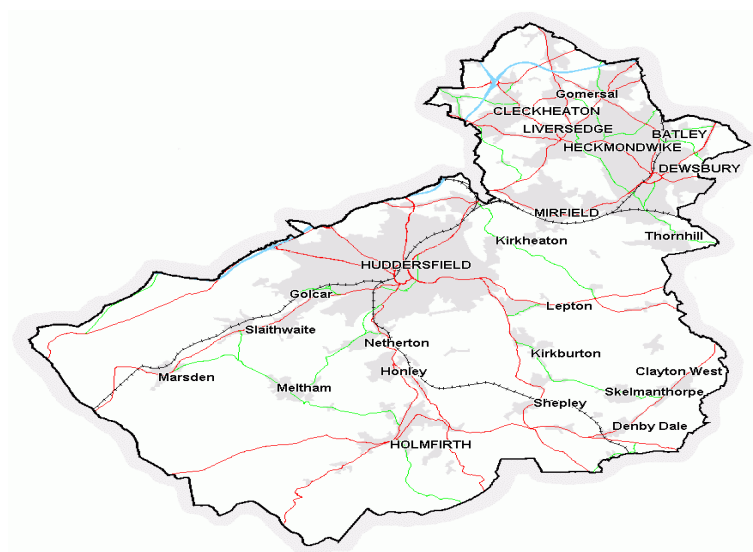 Gomersal
CLECKHEATON
LIVERSEDGE
BATLEY
HECKMONDWIKE
DEWSBURY
MIRFIELD
Thornhill
Kirkheaton
HUDDERSFIELD
Golcar
Lepton
Slaithwaite
Netherton
Kirkburton
Honley
Clayton West
Marsden
Meltham
Skelmanthorpe
Shepley
Denby Dale
HOLMFIRTH